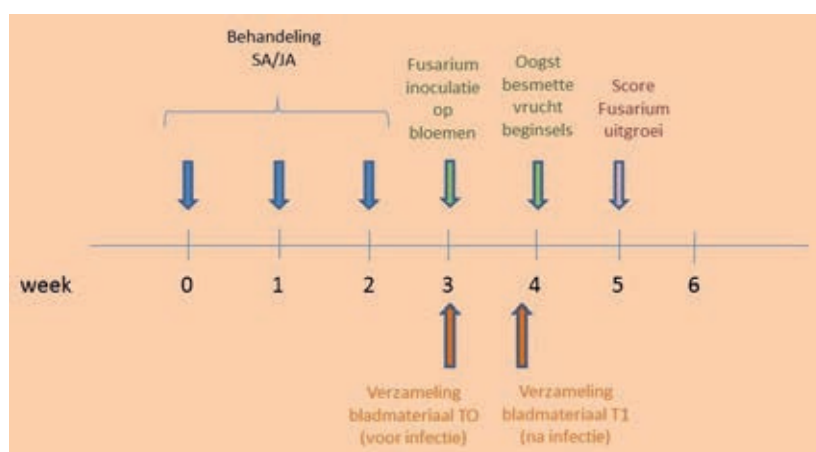 Behandeling
SA/JA
Fusarium
inoculatie
op
bloemen
Oogst
besmette
vrucht
beginsels
Score
Fusarium
uitgroei
week 0 1 2 3 4 5 6
Verzameling
bladmateriaal T0
(voor infectie)
Verzameling
bladmateriaal T1
(na infectie)